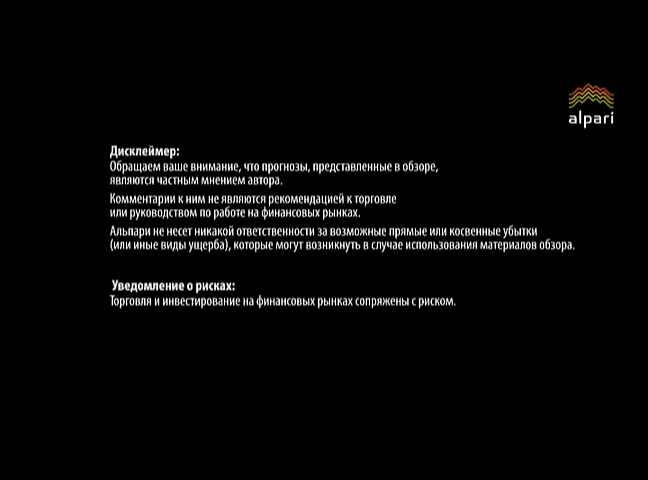 alpari
Дисклеймер:
Обращаем ваше внимание, что прогнозы, представленные в обзоре,
являются частным мнением автора.
Комментарии к ним не являются рекомендацией к торговле
или руководством по работе на финансовых рынках.
Альпари не несет никакой ответственности за возможные прямые или косвенные убытки
(или иные виды ущерба), которые могут возникнуть в случае использования материалов обзора.
Уведомление о рисках:
Торговля и инвестирование на финансовых рынках сопряжены с риском.